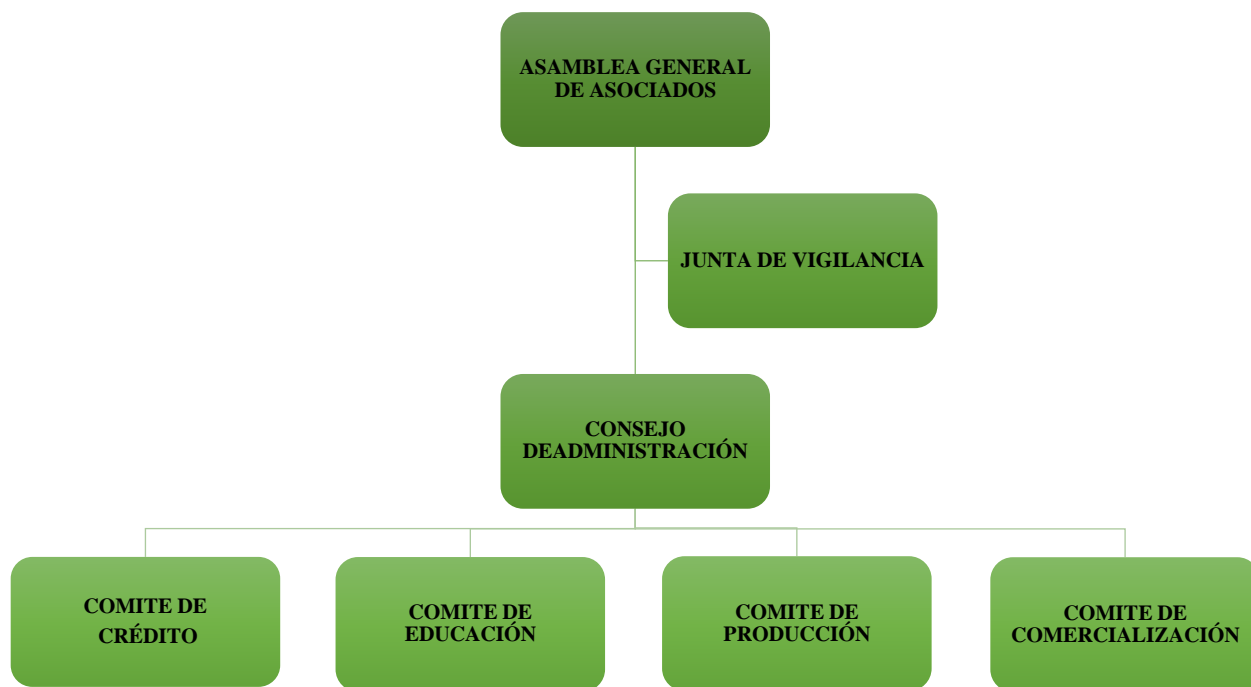 ASAMBLEA GENERAL
DE ASOCIADOS
JUNTA DE VIGILANCIA
CONSEJO
DEADMINISTRACIÓN
COMITE DE
CRÉDITO
COMITE DE
EDUCACIÓN
COMITE DE
PRODUCCIÓN
COMITE DE
COMERCIALIZACIÓN